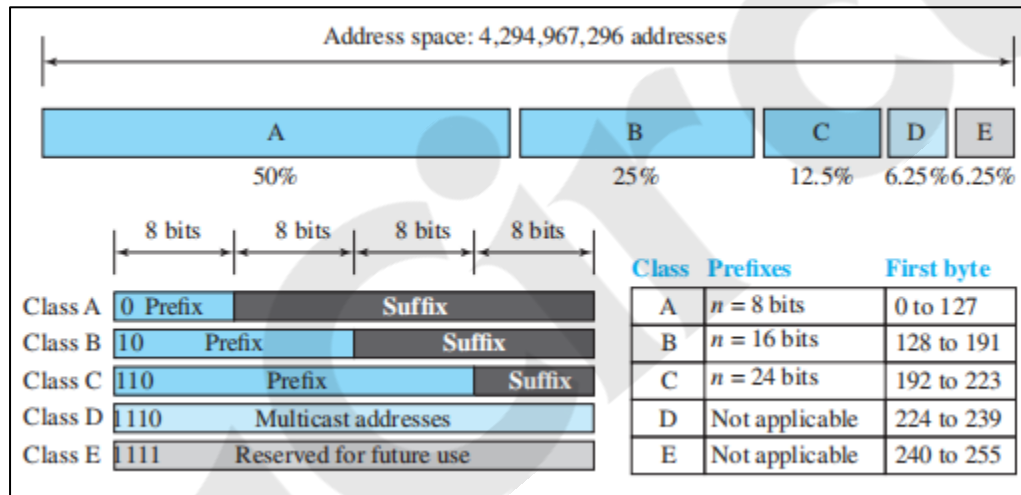 Address space: 4,294,967,296 addresses
A B C D E
50% 25% 12.5% 6.25% 6.25%
8 bits 8 bits 8 bits 8 bits
Class A 0 Prefix Suffix
Class B 10 Prefix Suffix
Class C 110 Prefix Suffix
Class D 1110 Multicast addresses
Class E 1111 Reserved for future use
Class Prefixes First byte
A n = 8 bits 0 to 127
B n = 16 bits 128 to 191
C n = 24 bits 192 to 223
D Not applicable 224 to 239
E Not applicable 240 to 255